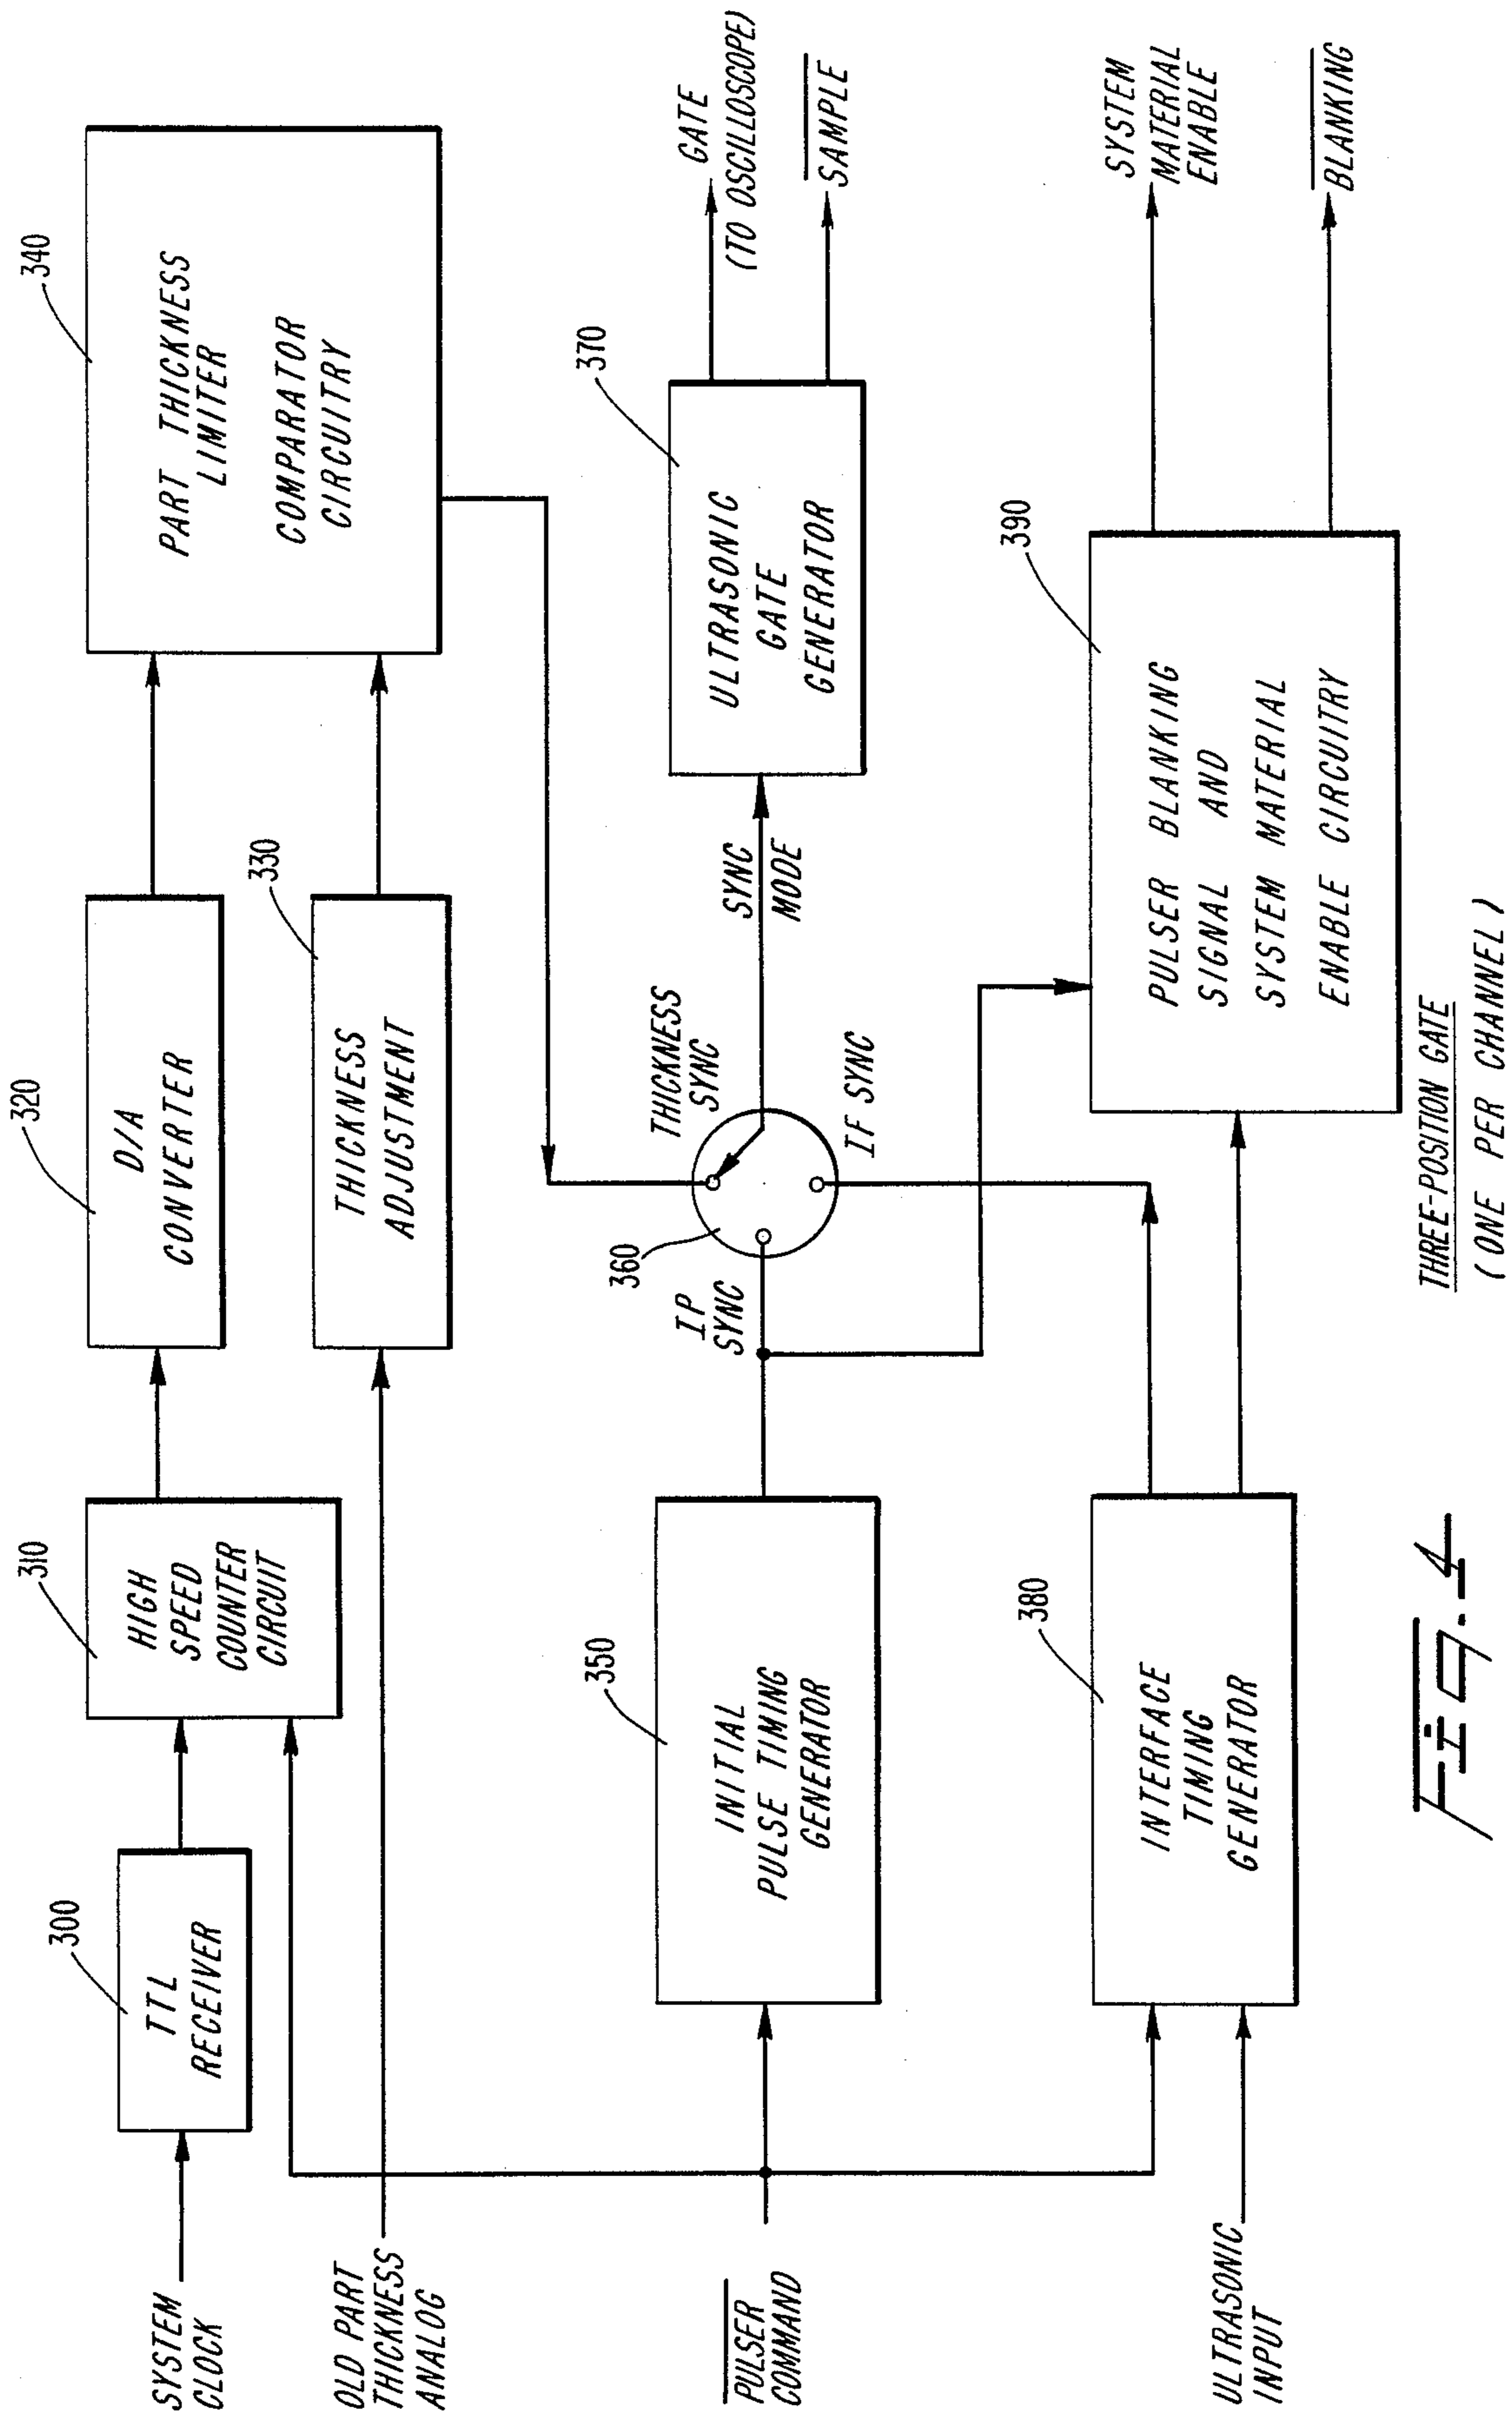 SYSTEM
CLOCK
300
TTL
RECEIVER
310
HIGH
SPEED
COUNTER
CIRCUIT
320
D/A
CONVERTER
340
PART THICKNESS
LIMITER
COMPARATOR
CIRCUITRY
OLD PART
THICKNESS
ANALOG
330
THICKNESS
ADJUSTMENT
PULSER
COMMAND
350
INITIAL
PULSE TIMING
GENERATOR
IP
SYNC
360
THICKNESS
SYNC
IF SYNC
SYNC
MODE
370
ULTRASONIC
GATE
GENERATOR
GATE
(TO OSCILLOSCOPE)
SAMPLE
ULTRASONIC
INPUT
380
INTERFACE
TIMING
GENERATOR
390
PULSER BLANKING
SIGNAL AND
SYSTEM MATERIAL
ENABLE CIRCUITRY
SYSTEM
MATERIAL
ENABLE
BLANKING
Fig. 4
THREE-POSITION GATE
(ONE PER CHANNEL)